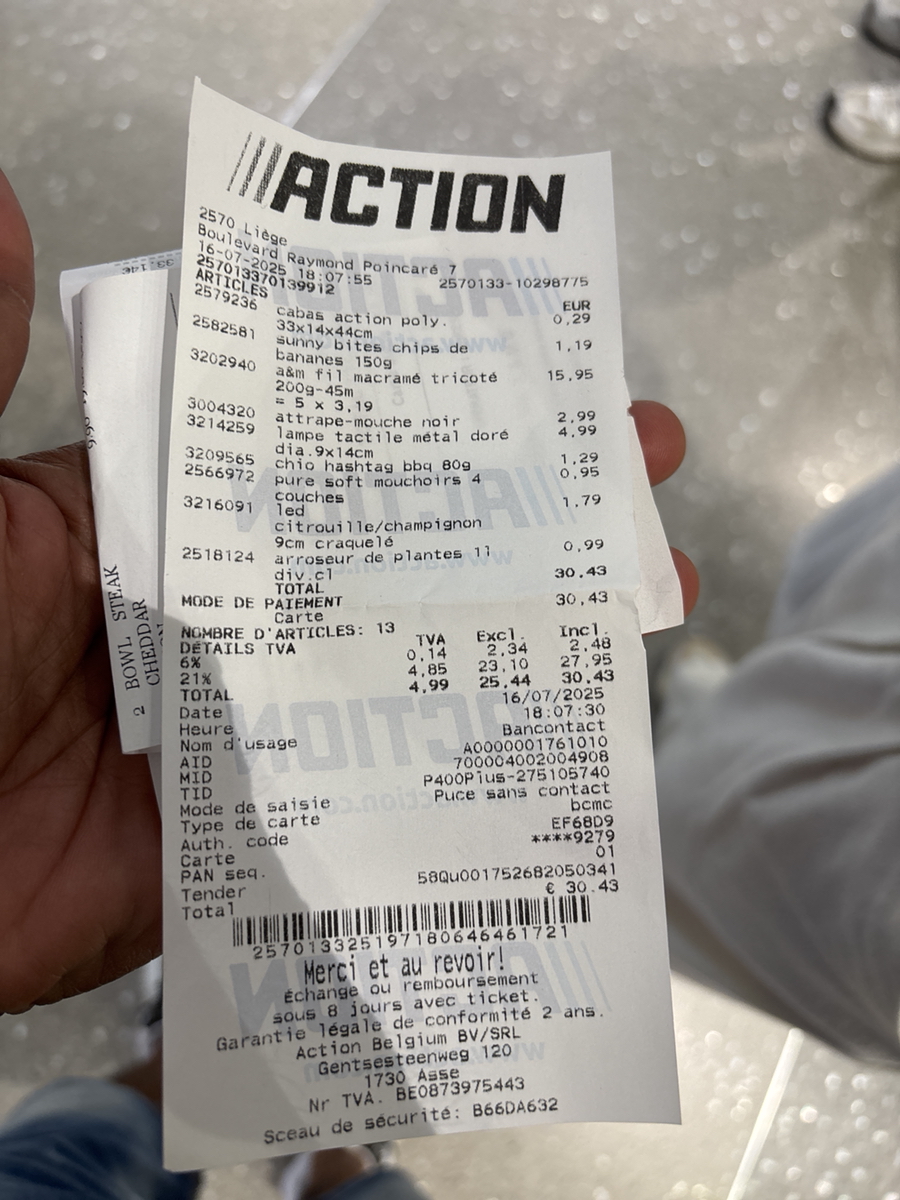 ACTION
2570 Liège
Boulevard Raymond Poincaré 7
16-07-2025 18:07:55
257013370139912 2570133-10298775
ARTICLES EUR
2579236 cabas action poly. 0,29
33x14x44cm
2582581 sunny bites chips de 1,19
bananes 150g
3202940 a&m fil macramé tricoté 15,95
200g-45m
= 5 x 3,19
3004320 attrape-mouche noir 2,99
3214259 lampe tactile métal doré 4,99
dia.9x14cm
3209565 chio hashtag bbq 80g 1,29
2566972 pure soft mouchoirs 4 0,95
couches
3216091 led 1,79
citrouille/champignon
9cm craquelé
2518124 arroseur de plantes 1l 0,99
div.cl
TOTAL 30,43
MODE DE PAIEMENT
Carte 30,43
NOMBRE D'ARTICLES: 13
DÉTAILS TVA TVA Excl. Incl.
6% 0,14 2,34 2,48
21% 4,85 23,10 27,95
TOTAL 4,99 25,44 30,43
Date 16/07/2025
Heure 18:07:30
Nom d'usage Bancontact
AID A0000001761010
MID 700004002004908
TID P400Plus-275105740
Mode de saisie Puce sans contact
Type de carte bcmc
Auth. code EF68D9
Carte ****9279
PAN seq. 01
Tender 58Qu001752682050341
Total € 30.43
257013325197180646461721
Merci et au revoir!
Échange ou remboursement
sous 8 jours avec ticket.
Garantie légale de conformité 2 ans.
Action Belgium BV/SRL
Gentsesteenweg 120
1730 Asse
Nr TVA. BE0873975443
Sceau de sécurité: B66DA632
33.14€
2 BOWL STEAK
CHEDDAR